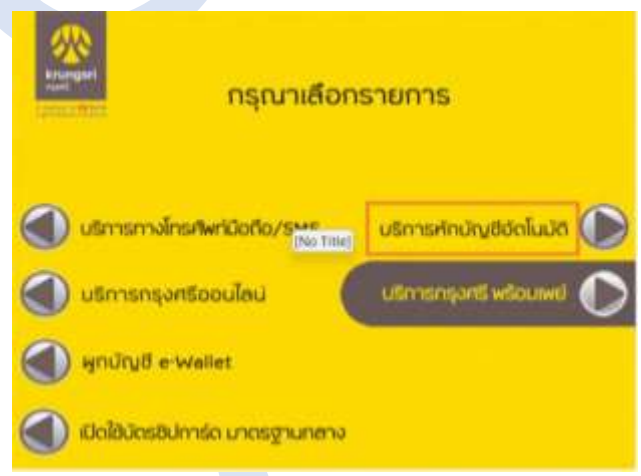 krungsri
กรุงศรี
กรุณาเลือกรายการ
บริการทางโทรศัพท์มือถือ/SMS
บริการหักบัญชีอัตโนมัติ
[No Title]
บริการกรุงศรีออนไลน์
บริการกรุงศรี พร้อมเพย์
ผูกบัญชี e-Wallet
เปิดใช้บัตรชิปการ์ด มาตรฐานกลาง